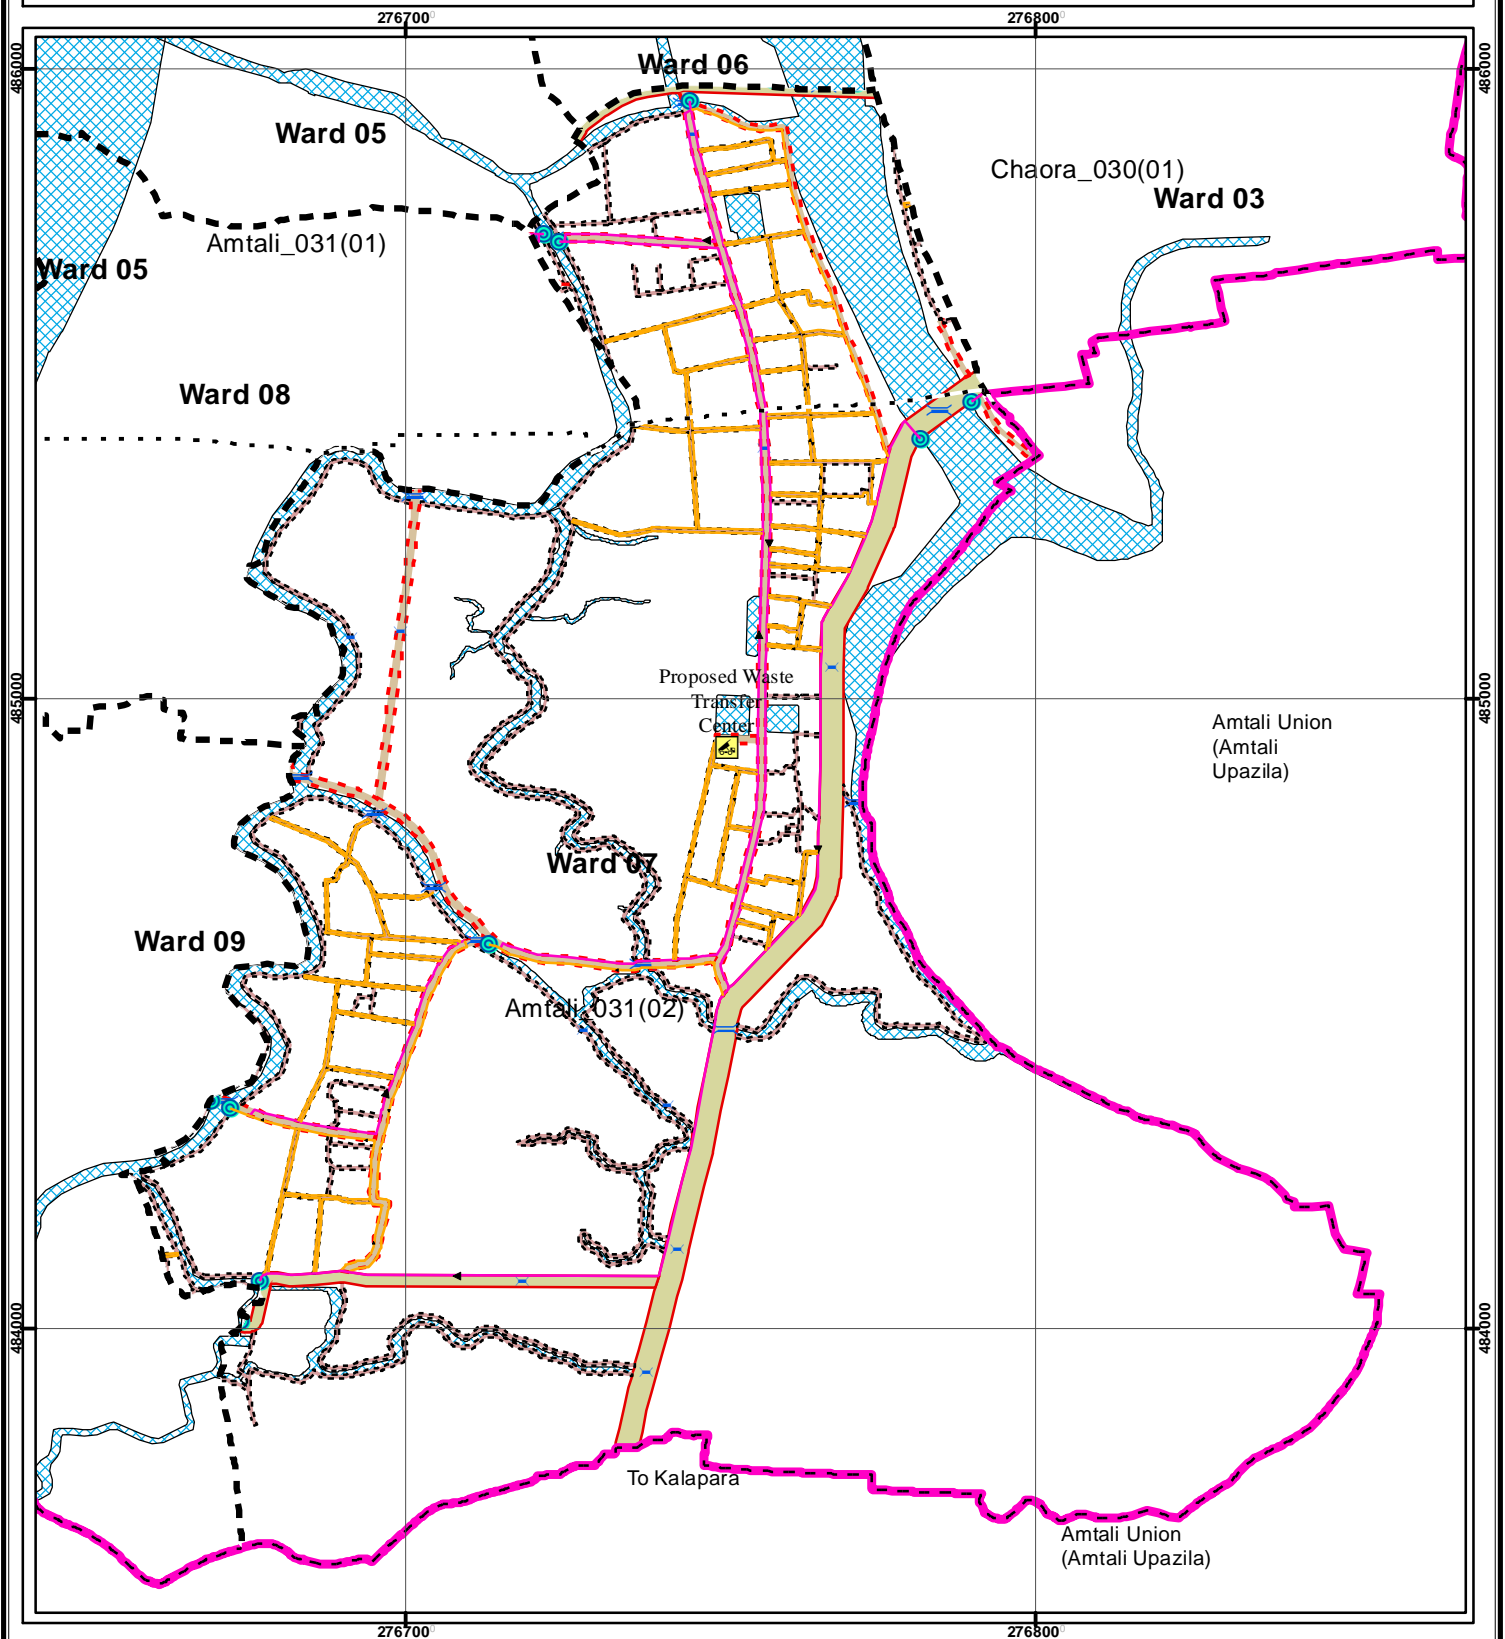 276700
276800
486000
486000
Ward 06
Ward 05
Chaora_030(01)
Ward 03
Amtali_031(01)
Ward 05
Ward 08
Proposed Waste
Transfer
Center
485000
485000
Amtali Union
(Amtali
Upazila)
Ward 07
Ward 09
Amtali_031(02)
484000
484000
To Kalapara
Amtali Union
(Amtali Upazila)
276700
276800